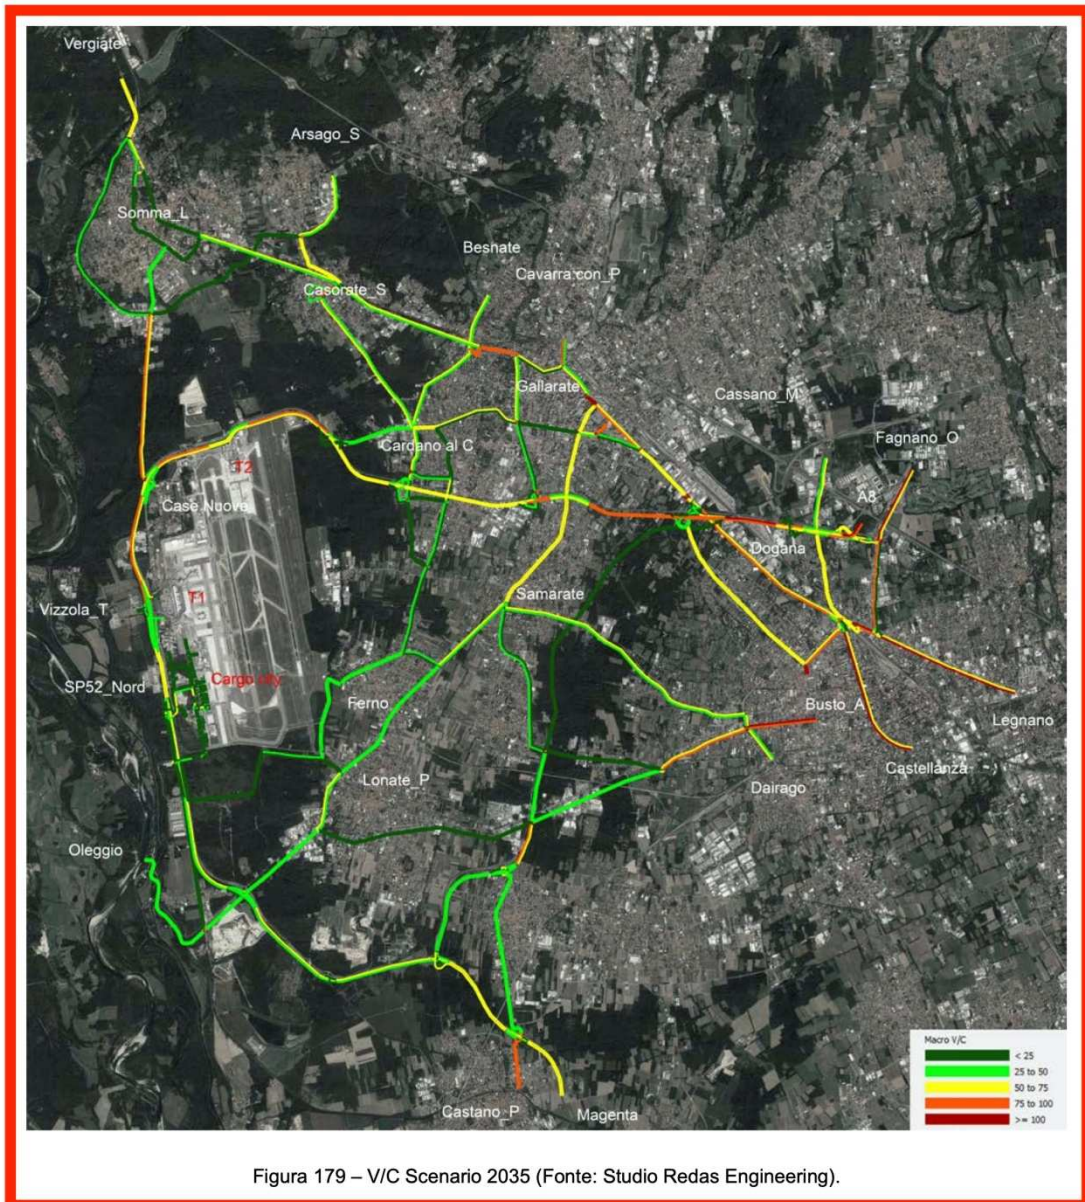 Vergiate
Arsago_S
Somma_L
Besnate
Cavarra con_P
Casorate_S
Gallarate
Cassano_M
Fagnano_O
Cardano al C
T2
A8
Case Nuove
Dogana
T1
Vizzola_T
Samarate
SP52_Nord
Cargo city
Ferno
Busto_A
Legnano
Castellanza
Lonate_P
Dairago
Oleggio
Castano_P
Magenta
Macro V/C
< 25
25 to 50
50 to 75
75 to 100
>= 100
Figura 179 – V/C Scenario 2035 (Fonte: Studio Redas Engineering).